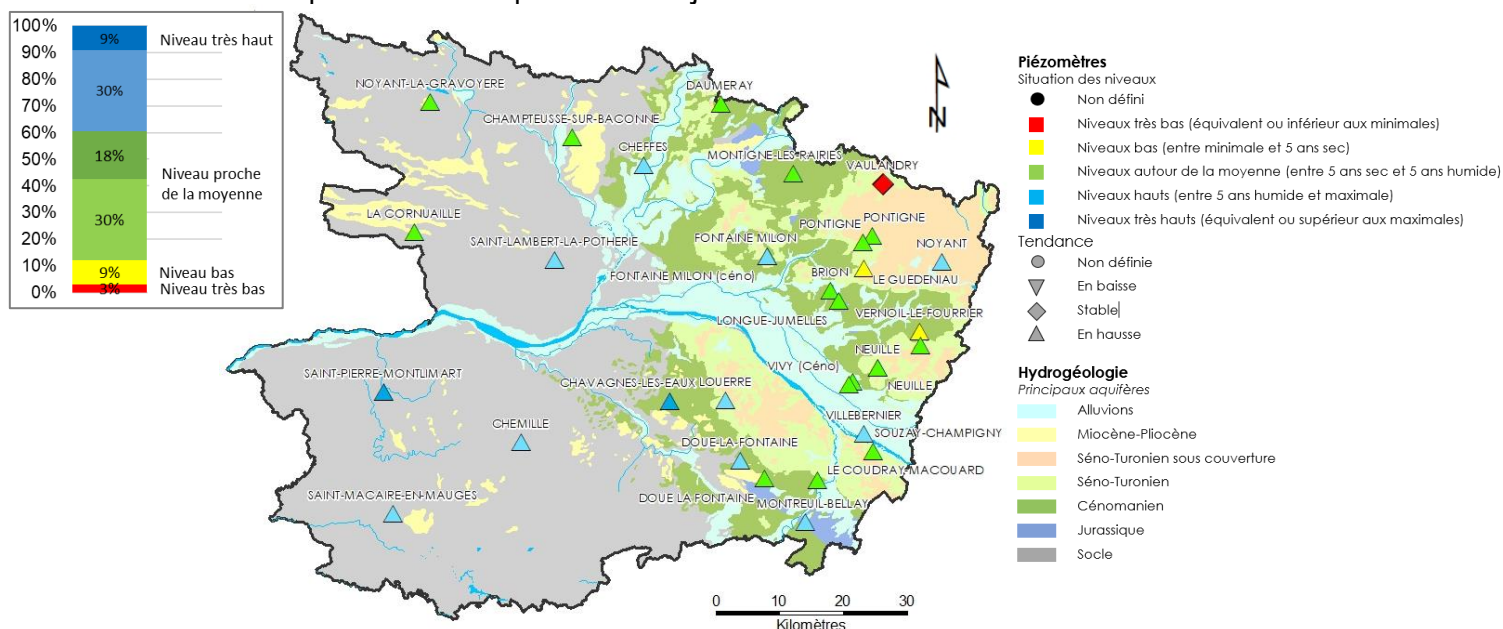 100%
90%
80%
70%
60%
50%
40%
30%
20%
10%
0%
9%
30%
18%
30%
9%
3%
Niveau très haut
Niveau proche
de la moyenne
Niveau bas
Niveau très bas
NOYANT-LA-GRAVOYERE
DAUMERAY
CHAMPTEUSSE-SUR-BACONNE
CHEFFES
MONTIGNE-LES-RAIRIES
VAULANDRY
LA CORNUAILLE
PONTIGNE
PONTIGNE
SAINT-LAMBERT-LA-POTHERIE
FONTAINE MILON
NOYANT
FONTAINE MILON (céno)
BRION
LE GUEDENIAU
LONGUE-JUMELLES
VERNOIL-LE-FOURRIER
NEUILLE
VIVY (Céno)
NEUILLE
SAINT-PIERRE-MONTLIMART
CHAVAGNES-LES-EAUX
LOUERRE
CHEMILLE
VILLEBERNIER
SOUZAY-CHAMPIGNY
DOUE-LA-FONTAINE
LE COUDRAY-MACOUARD
SAINT-MACAIRE-EN-MAUGES
DOUE LA FONTAINE
MONTREUIL-BELLAY
N
0 10 20 30
Kilomètres
Piézomètres
Situation des niveaux
Non défini
Niveaux très bas (équivalent ou inférieur aux minimales)
Niveaux bas (entre minimale et 5 ans sec)
Niveaux autour de la moyenne (entre 5 ans sec et 5 ans humide)
Niveaux hauts (entre 5 ans humide et maximale)
Niveaux très hauts (équivalent ou supérieur aux maximales)
Tendance
Non définie
En baisse
Stable
En hausse
Hydrogéologie
Principaux aquifères
Alluvions
Miocène-Pliocène
Séno-Turonien sous couverture
Séno-Turonien
Cénomanien
Jurassique
Socle